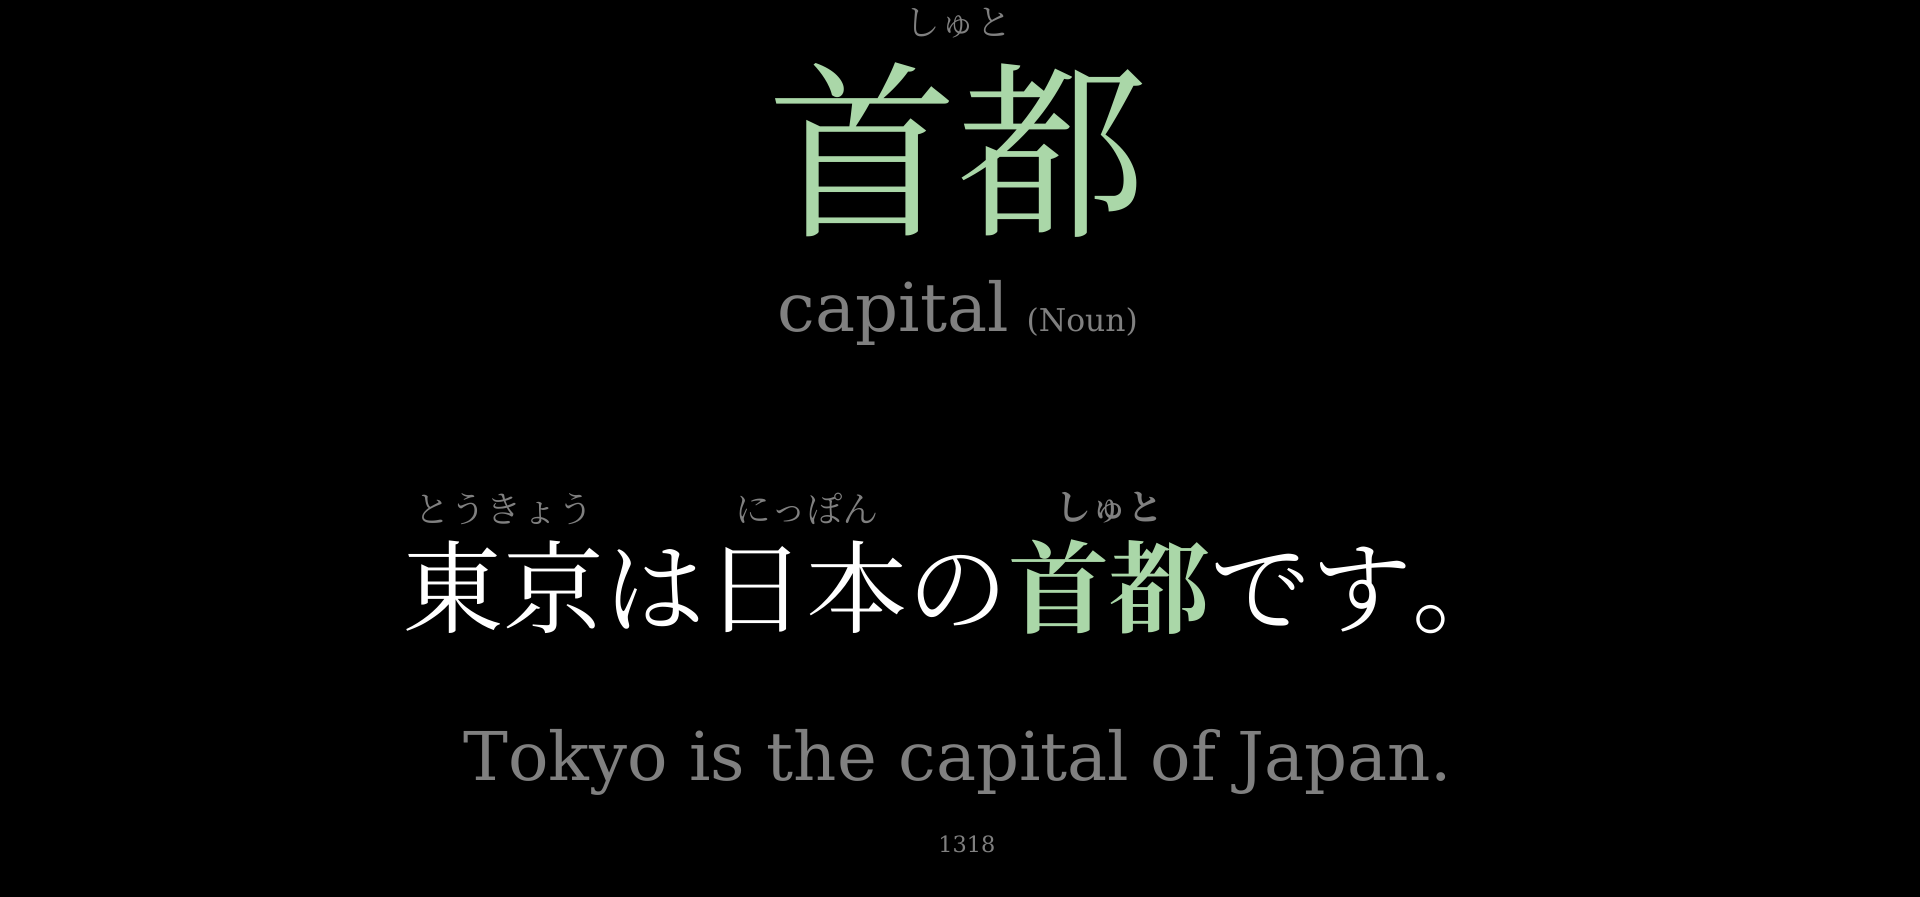 しゅと
首都
capital (Noun)
とうきょう にっぽん しゅと
東京は日本の首都です。
Tokyo is the capital of Japan.
1318